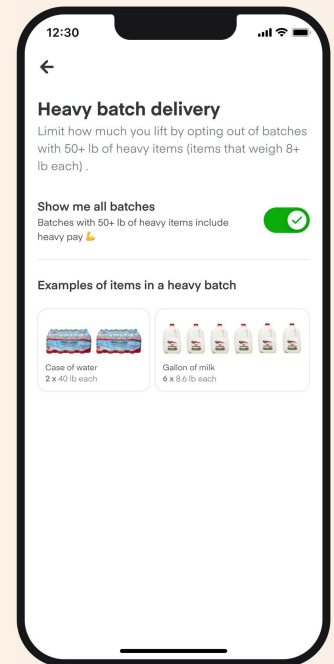 12:30
Heavy batch delivery
Limit how much you lift by opting out of batches
with 50+ lb of heavy items (items that weigh 8+
lb each) .
Show me all batches
Batches with 50+ lb of heavy items include
heavy pay 💪
Examples of items in a heavy batch
Case of water
2 x 40 lb each
Gallon of milk
6 x 8.6 lb each